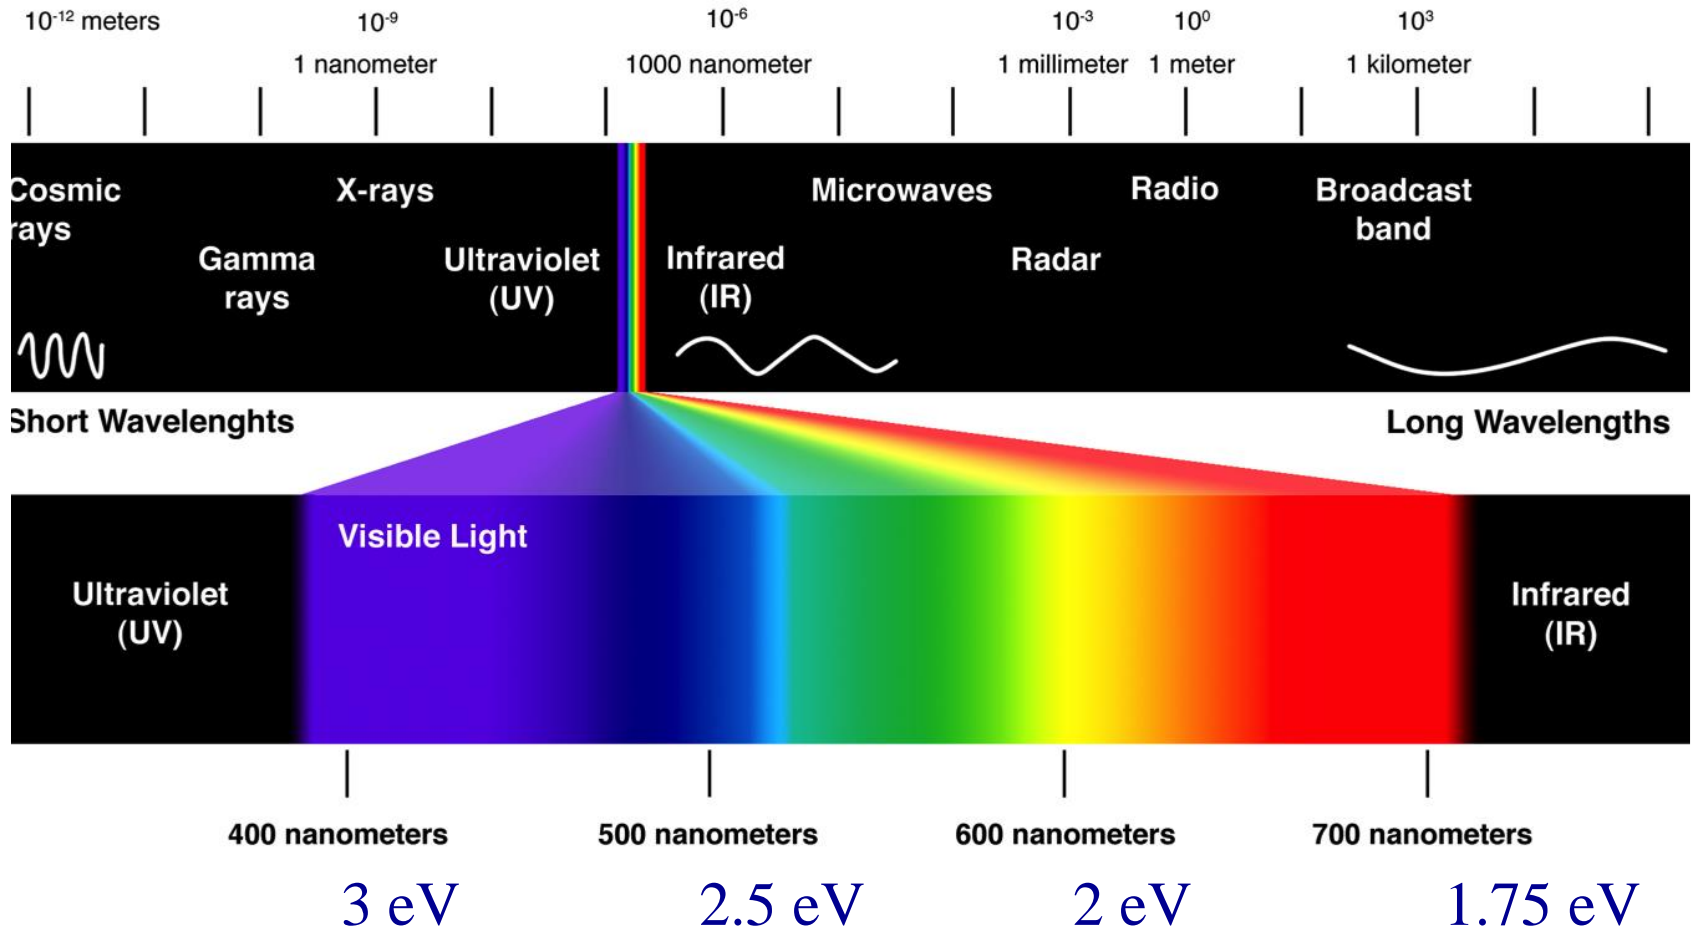 10-12 meters 10-9 10-6 10-3 100 103
1 nanometer 1000 nanometer 1 millimeter 1 meter 1 kilometer
Cosmic
rays
X-rays
Microwaves
Radio
Broadcast
band
Gamma
rays
Ultraviolet
(UV)
Infrared
(IR)
Radar
Short Wavelenghts Long Wavelengths
Visible Light
Ultraviolet
(UV)
Infrared
(IR)
400 nanometers 500 nanometers 600 nanometers 700 nanometers
3 eV 2.5 eV 2 eV 1.75 eV